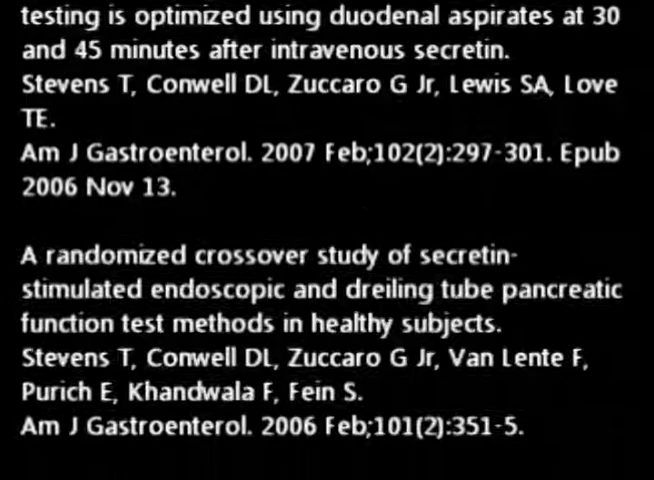 testing is optimized using duodenal aspirates at 30
and 45 minutes after intravenous secretin.
Stevens T, Conwell DL, Zuccaro G Jr, Lewis SA, Love
TE.
Am J Gastroenterol. 2007 Feb;102(2):297-301. Epub
2006 Nov 13.
A randomized crossover study of secretin-
stimulated endoscopic and dreiling tube pancreatic
function test methods in healthy subjects.
Stevens T, Conwell DL, Zuccaro G Jr, Van Lente F,
Purich E, Khandwala F, Fein S.
Am J Gastroenterol. 2006 Feb;101(2):351-5.